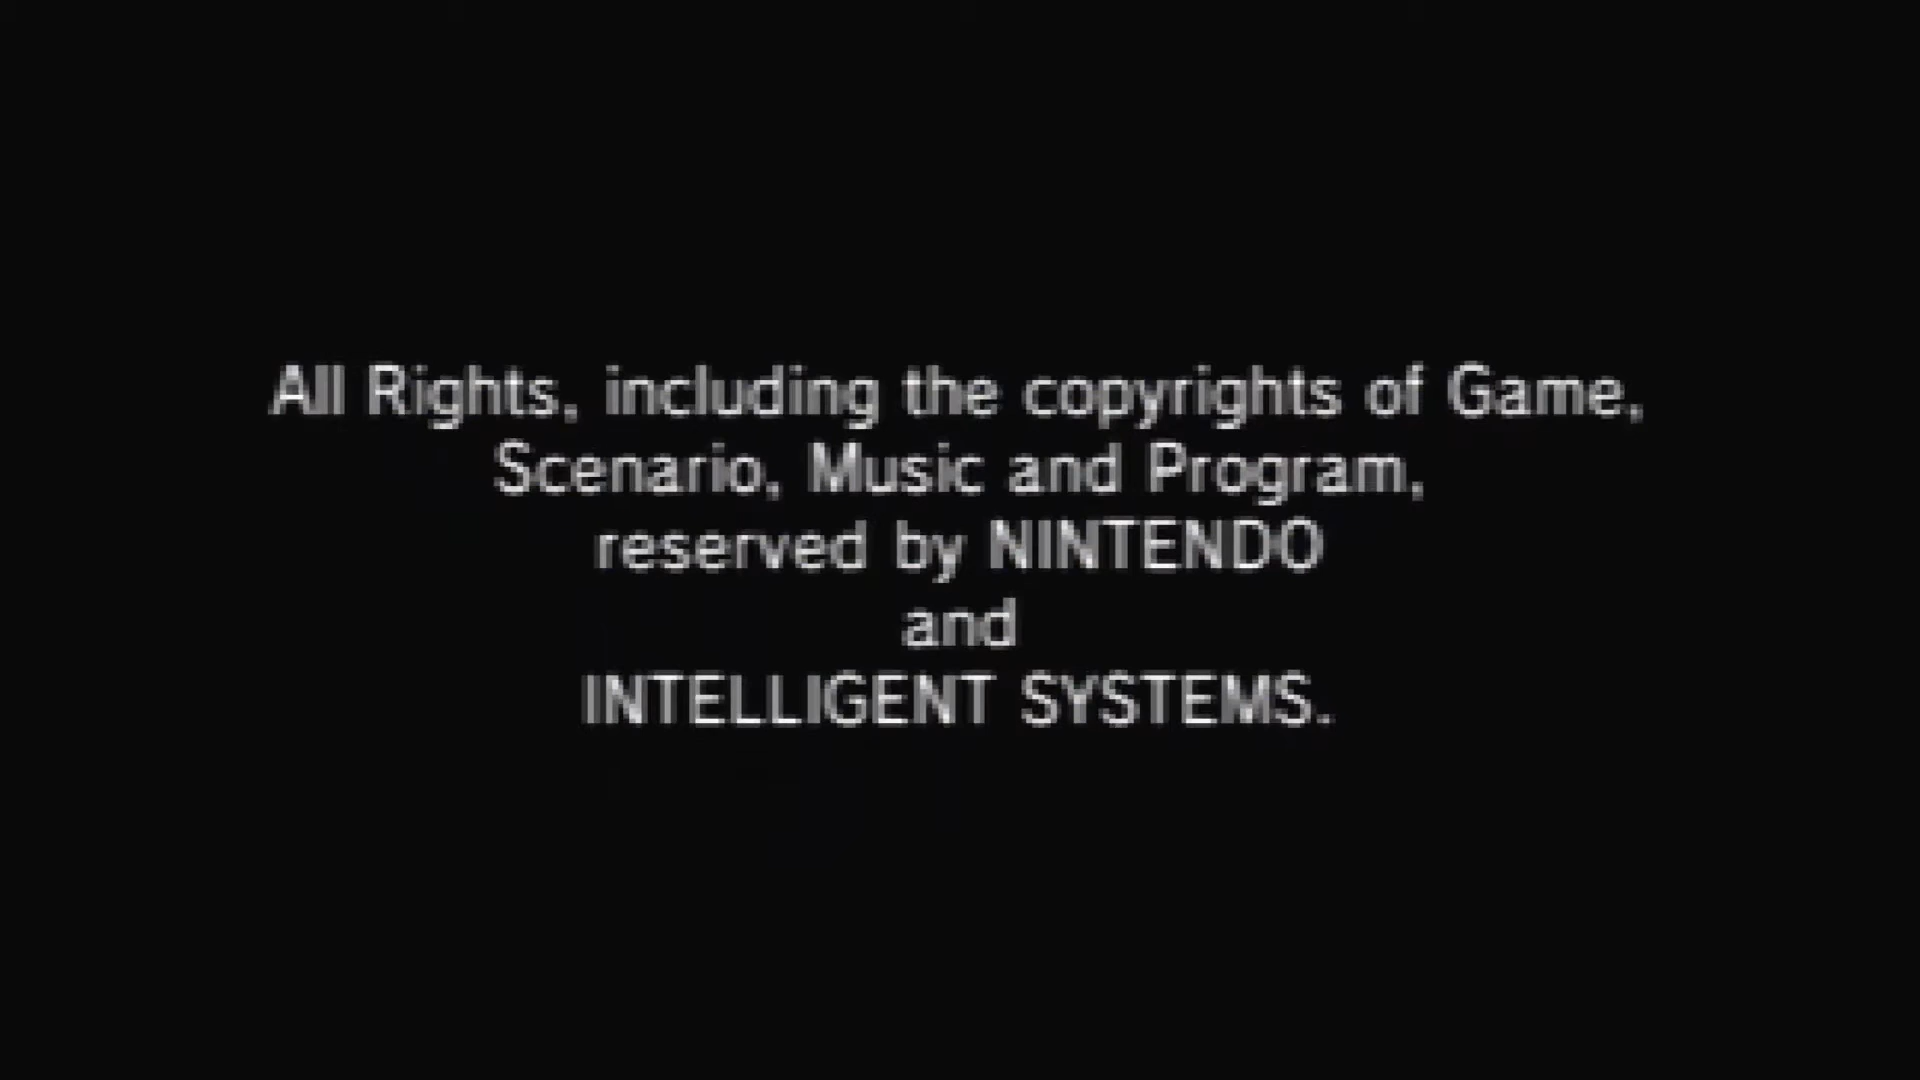 All Rights, including the copyrights of Game,
Scenario, Music and Program,
reserved by NINTENDO
and
INTELLIGENT SYSTEMS.